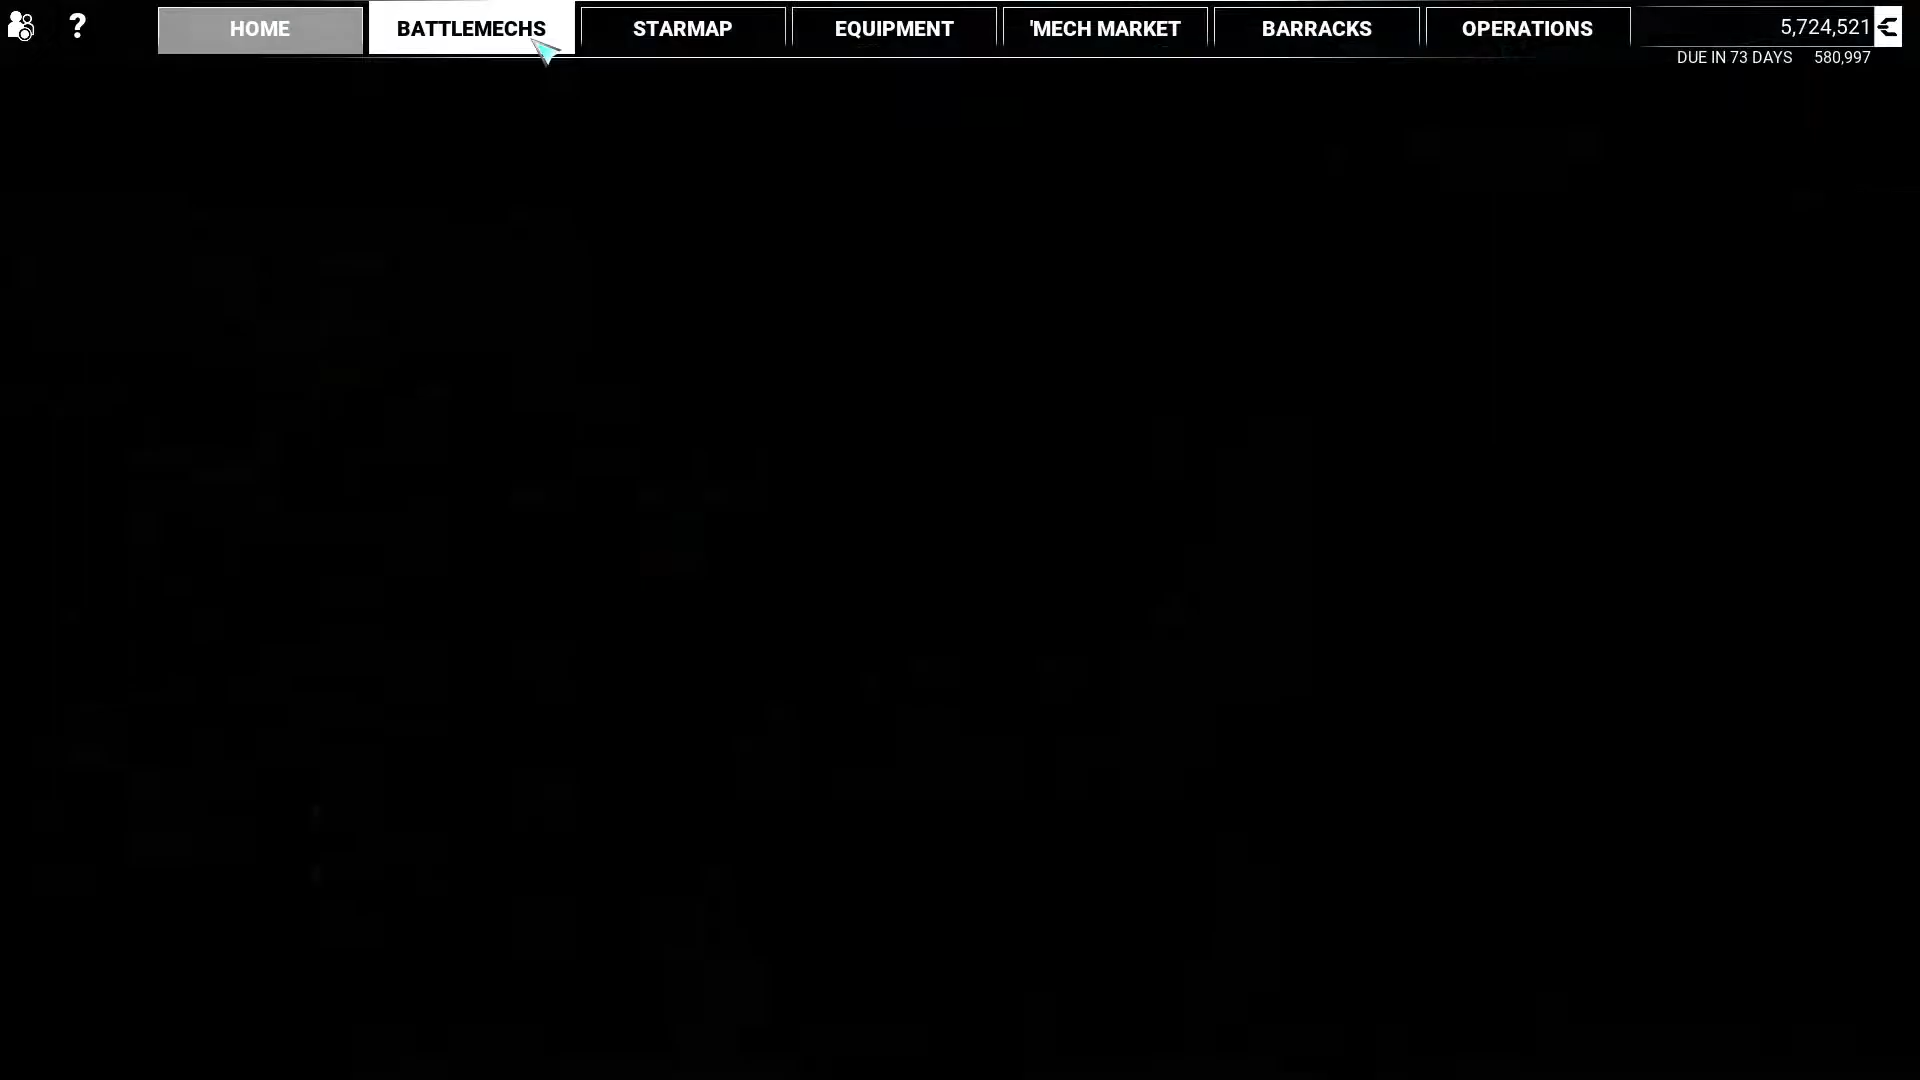 ?
HOME
BATTLEMECHS
STARMAP
EQUIPMENT
'MECH MARKET
BARRACKS
OPERATIONS
5,724,521
DUE IN 73 DAYS 580,997